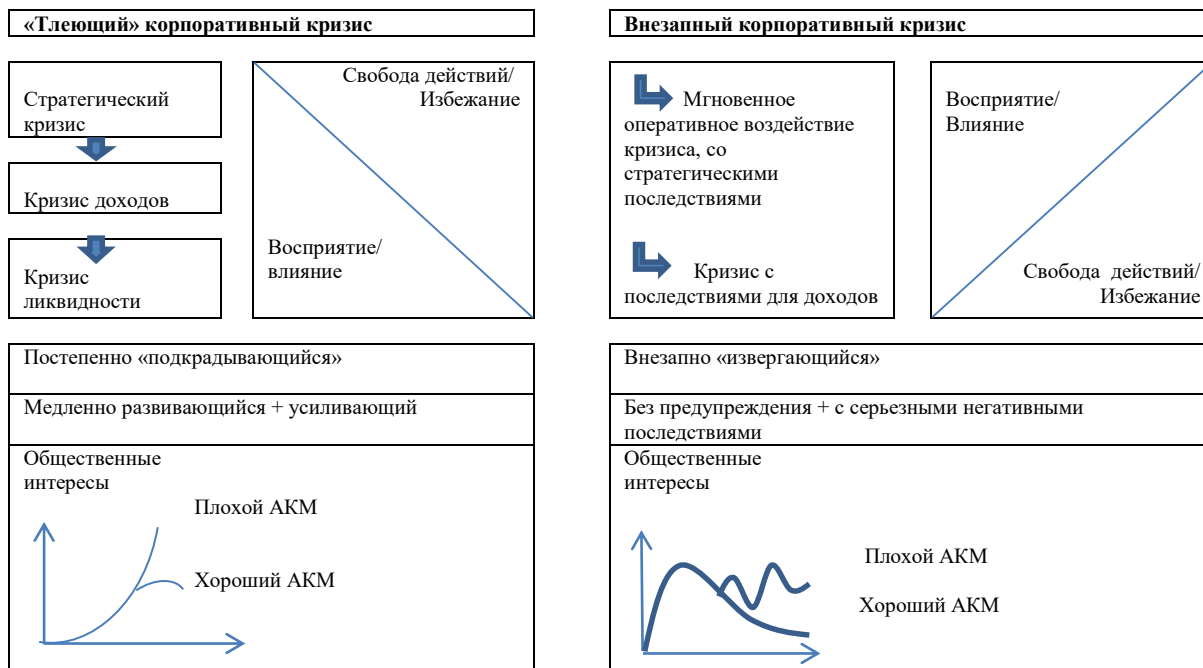 «Тлеющий» корпоративный кризис
Стратегический
кризис
Кризис доходов
Кризис
ликвидности
Свобода действий/
Избежание
Восприятие/
влияние
Постепенно «подкрадывающийся»
Медленно развивающийся + усиливающий
Общественные
интересы
Плохой АКМ
Хороший АКМ
Внезапный корпоративный кризис
Мгновенное
оперативное воздействие
кризиса, со
стратегическими
последствиями
Кризис с
последствиями для доходов
Восприятие/
Влияние
Свобода действий/
Избежание
Внезапно «извергающийся»
Без предупреждения + с серьезными негативными
последствиями
Общественные
интересы
Плохой АКМ
Хороший АКМ